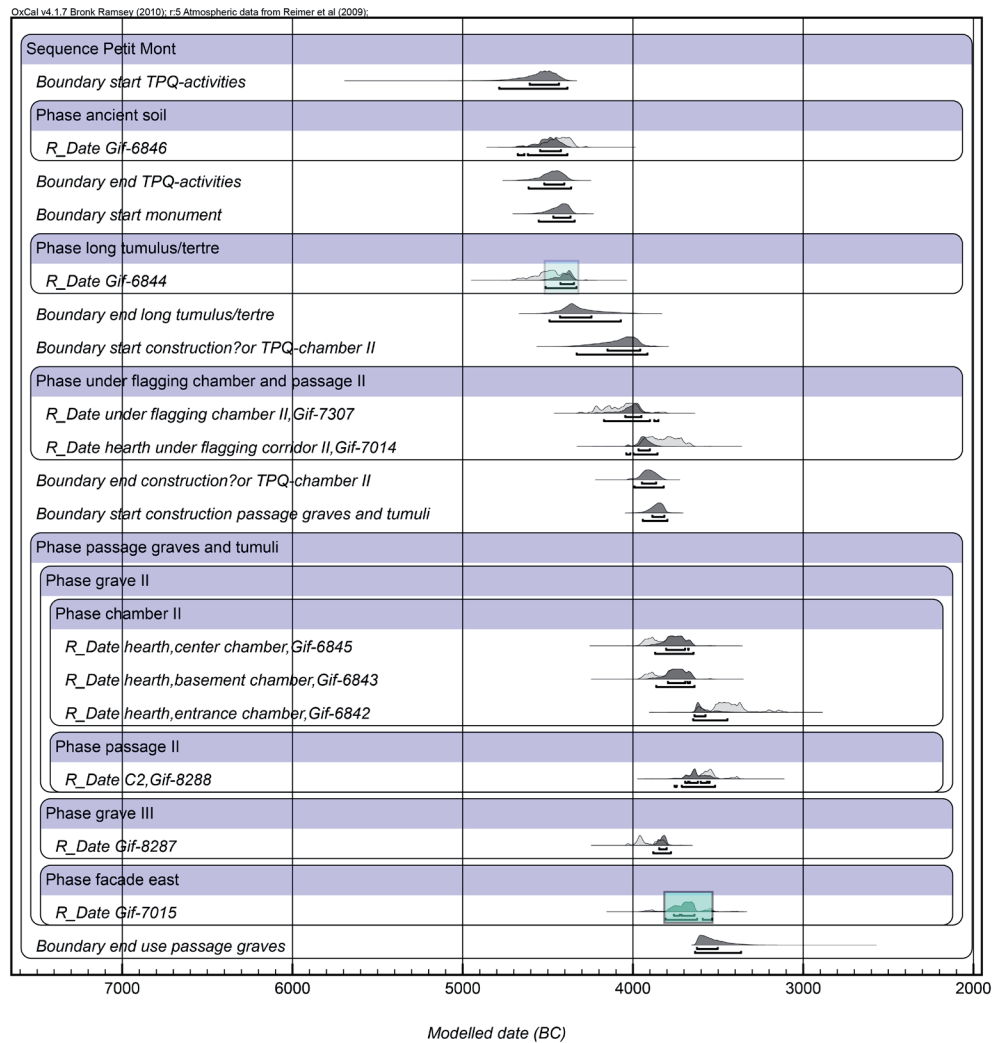 OxCal v4.1.7 Bronk Ramsey (2010); r:5 Atmospheric data from Reimer et al (2009);
Sequence Petit Mont
Boundary start TPQ-activities
Phase ancient soil
R_Date Gif-6846
Boundary end TPQ-activities
Boundary start monument
Phase long tumulus/tertre
R_Date Gif-6844
Boundary end long tumulus/tertre
Boundary start construction?or TPQ-chamber II
Phase under flagging chamber and passage II
R_Date under flagging chamber II,Gif-7307
R_Date hearth under flagging corridor II,Gif-7014
Boundary end construction?or TPQ-chamber II
Boundary start construction passage graves and tumuli
Phase passage graves and tumuli
Phase grave II
Phase chamber II
R_Date hearth,center chamber,Gif-6845
R_Date hearth,basement chamber,Gif-6843
R_Date hearth,entrance chamber,Gif-6842
Phase passage II
R_Date C2,Gif-8288
Phase grave III
R_Date Gif-8287
Phase facade east
R_Date Gif-7015
Boundary end use passage graves
7000 6000 5000 4000 3000 2000
Modelled date (BC)